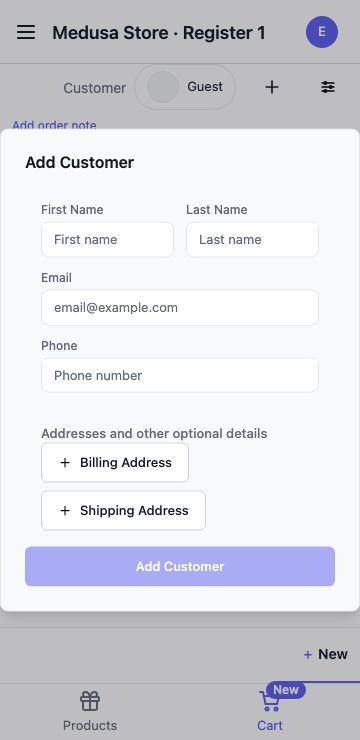 Medusa Store · Register 1
E
Customer
Guest
Add order note
Add Customer
First Name
Last Name
First name
Last name
Email
email@example.com
Phone
Phone number
Addresses and other optional details
+ Billing Address
+ Shipping Address
Add Customer
+ New
New
Products
Cart